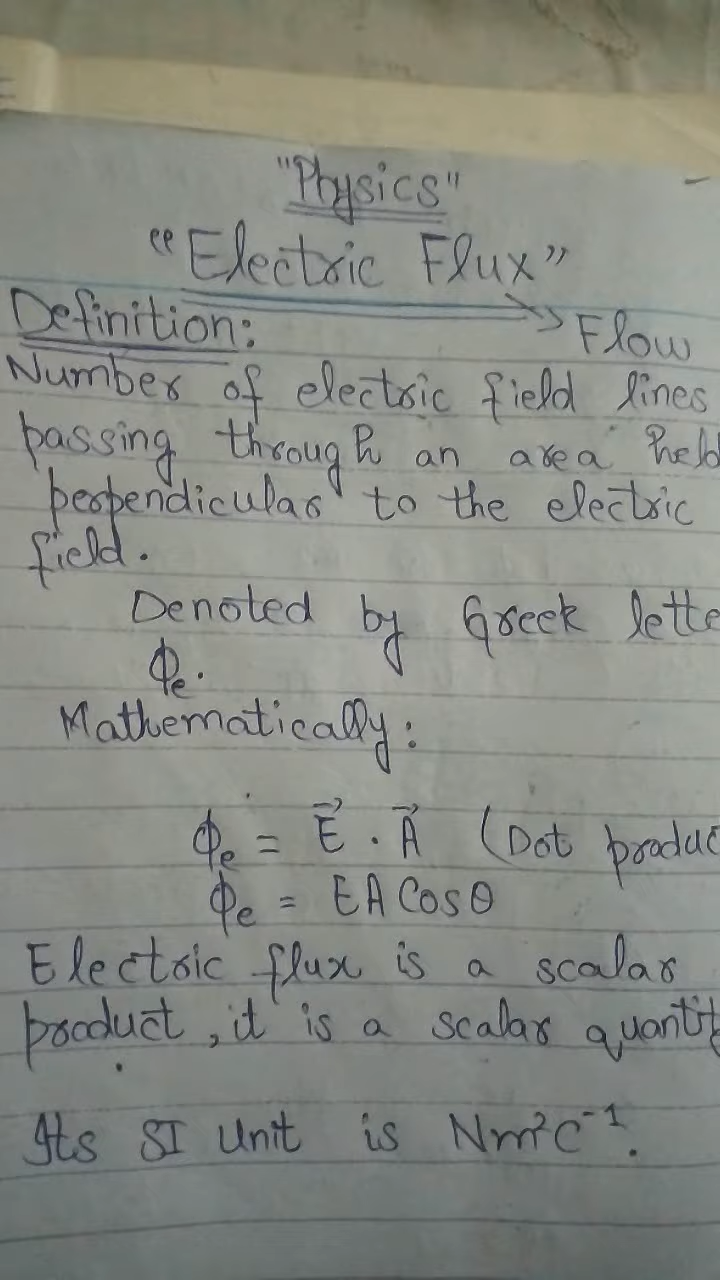 "Physics"
"Electric Flux"
Flow
Definition:
Number of electric field lines
passing through an area held
perpendicular to the electric
field.
Denoted by Greek lette
Φe.
Mathematically:
Φe = E⃗ . A⃗ (Dot produc
Φe = EA Cosθ
Electric flux is a scalar
product, it is a scalar quantit
Its SI Unit is Nm²C⁻¹.